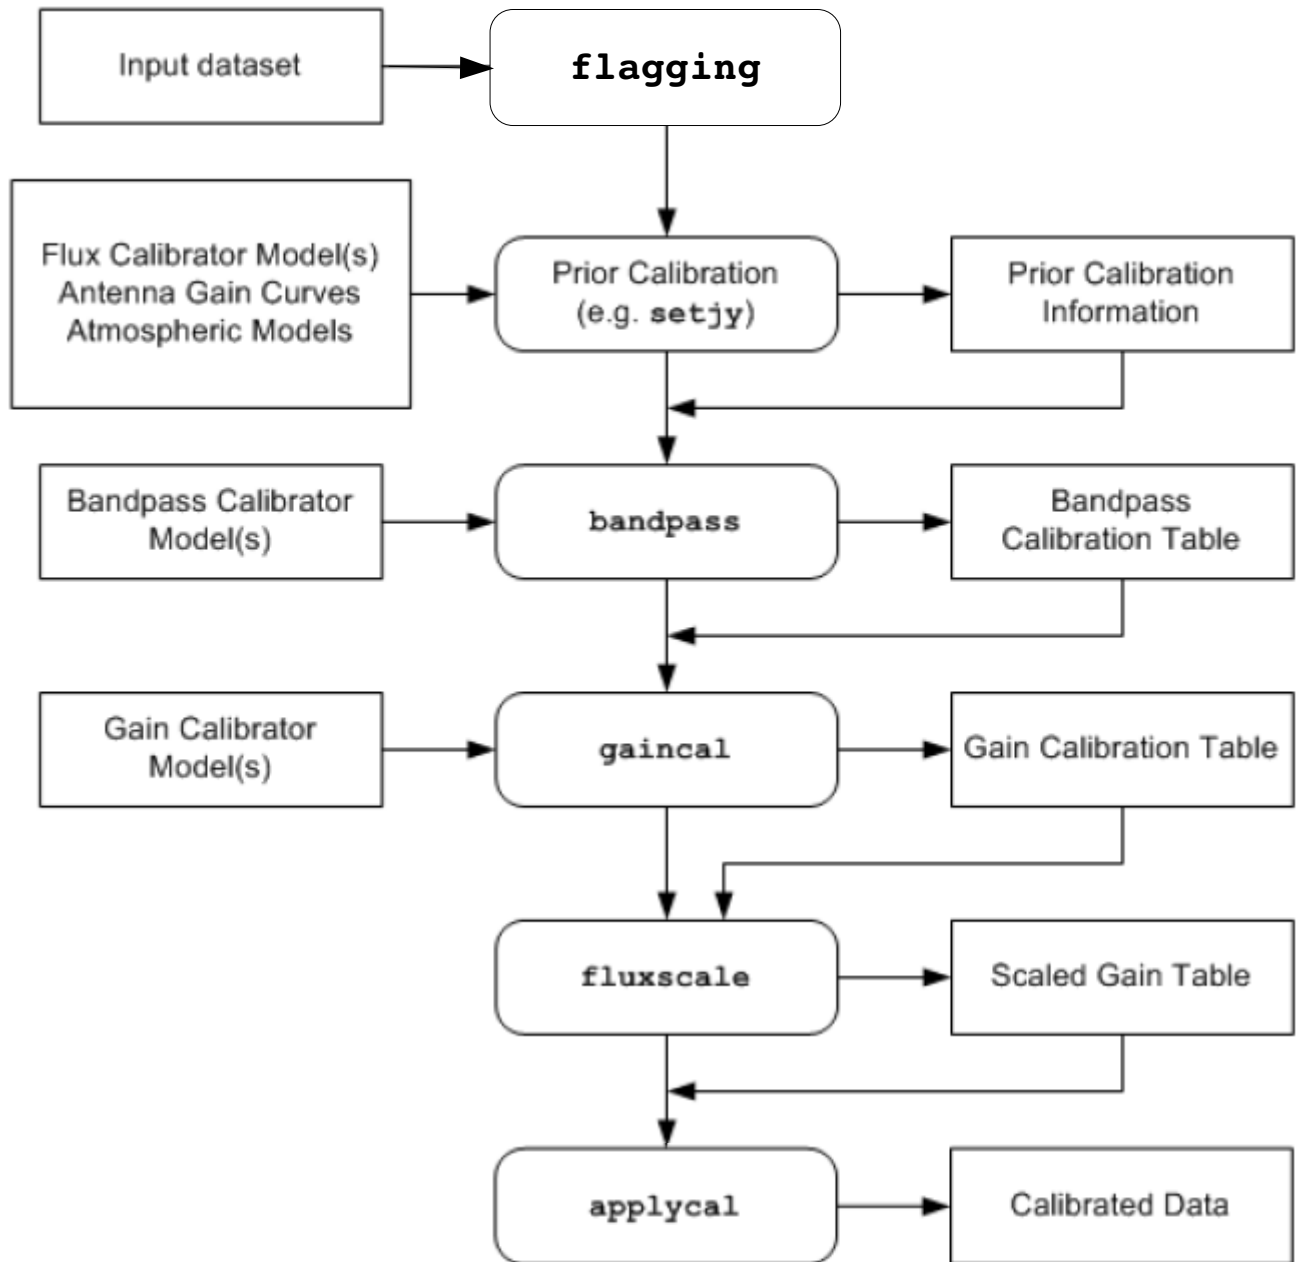 Input dataset
flagging
Flux Calibrator Model(s)
Antenna Gain Curves
Atmospheric Models
Prior Calibration
(e.g. setjy)
Prior Calibration
Information
Bandpass Calibrator
Model(s)
bandpass
Bandpass
Calibration Table
Gain Calibrator
Model(s)
gaincal
Gain Calibration Table
fluxscale
Scaled Gain Table
applycal
Calibrated Data